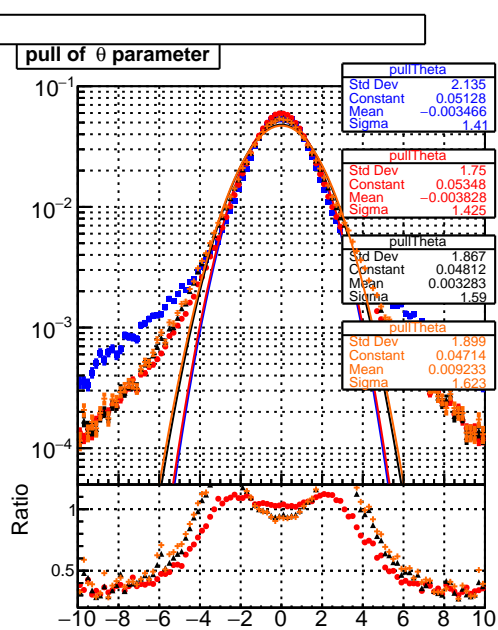 pull of θ parameter
pullTheta
Std Dev 2.135
Constant 0.05128
Mean −0.003466
Sigma 1.41
pullTheta
Std Dev 1.75
Constant 0.05348
Mean −0.003828
Sigma 1.425
pullTheta
Std Dev 1.867
Constant 0.04812
Mean 0.003283
Sigma 1.59
pullTheta
Std Dev 1.899
Constant 0.04714
Mean 0.009233
Sigma 1.623
10⁻¹
10⁻²
10⁻³
10⁻⁴
Ratio
1
0.5
−10 −8 −6 −4 −2 0 2 4 6 8 10